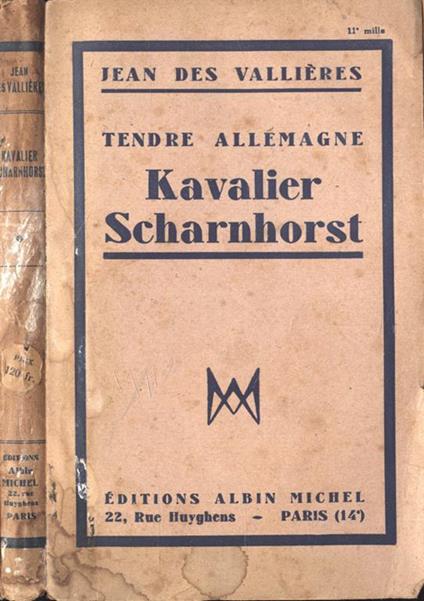 JEAN
DES VALLIÈRES
KAVALIER
SCHARNHORST
PRIX
120 fr.
ÉDITIONS
Albin
MICHEL
22, rue
Huyghens
PARIS
11e mille
JEAN DES VALLIÈRES
TENDRE ALLEMAGNE
Kavalier
Scharnhorst
ÉDITIONS ALBIN MICHEL
22, Rue Huyghens – PARIS (14e)